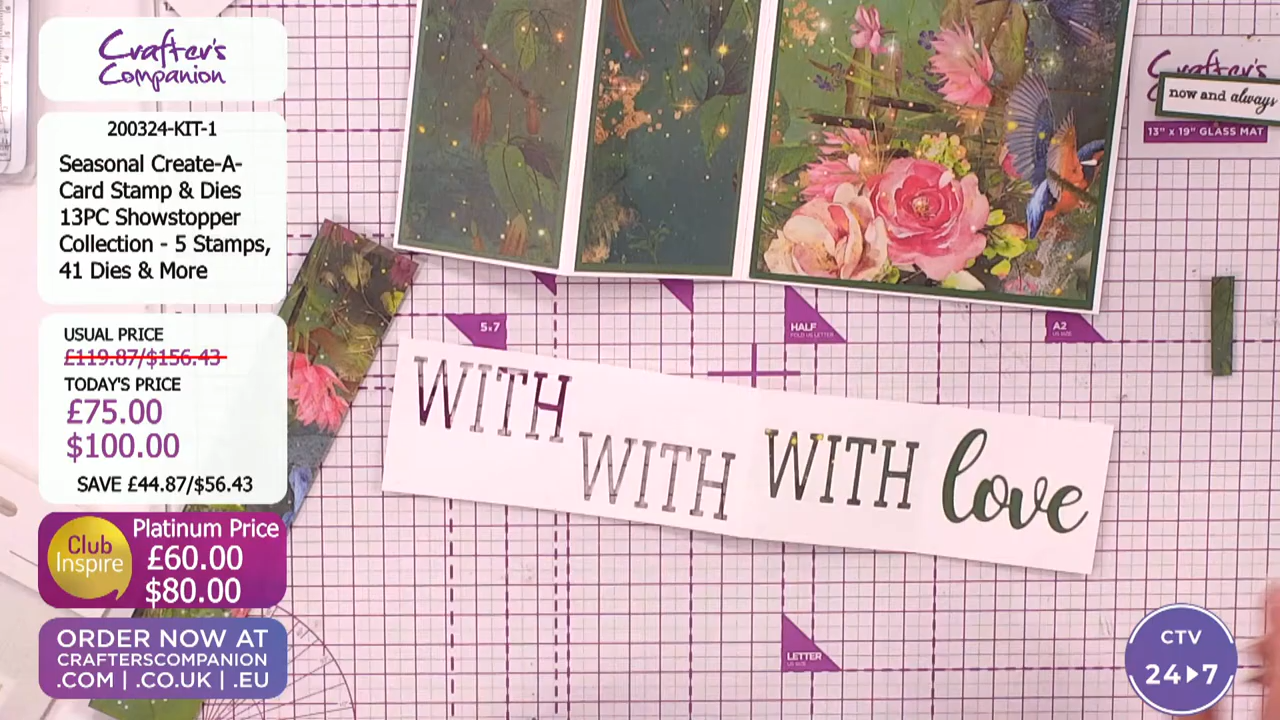 Crafter's
Companion
200324-KIT-1
Seasonal Create-A-
Card Stamp & Dies
13PC Showstopper
Collection - 5 Stamps,
41 Dies & More
USUAL PRICE
£119.87/$156.43
TODAY'S PRICE
£75.00
$100.00
SAVE £44.87/$56.43
Club
Inspire
Platinum Price
£60.00
$80.00
ORDER NOW AT
CRAFTERSCOMPANION
.COM | .CO.UK | .EU
Crafter's
now and always
13" x 19" GLASS MAT
5x7
HALF
A2
WITH
WITH
WITH love
LETTER
CTV
24▶7